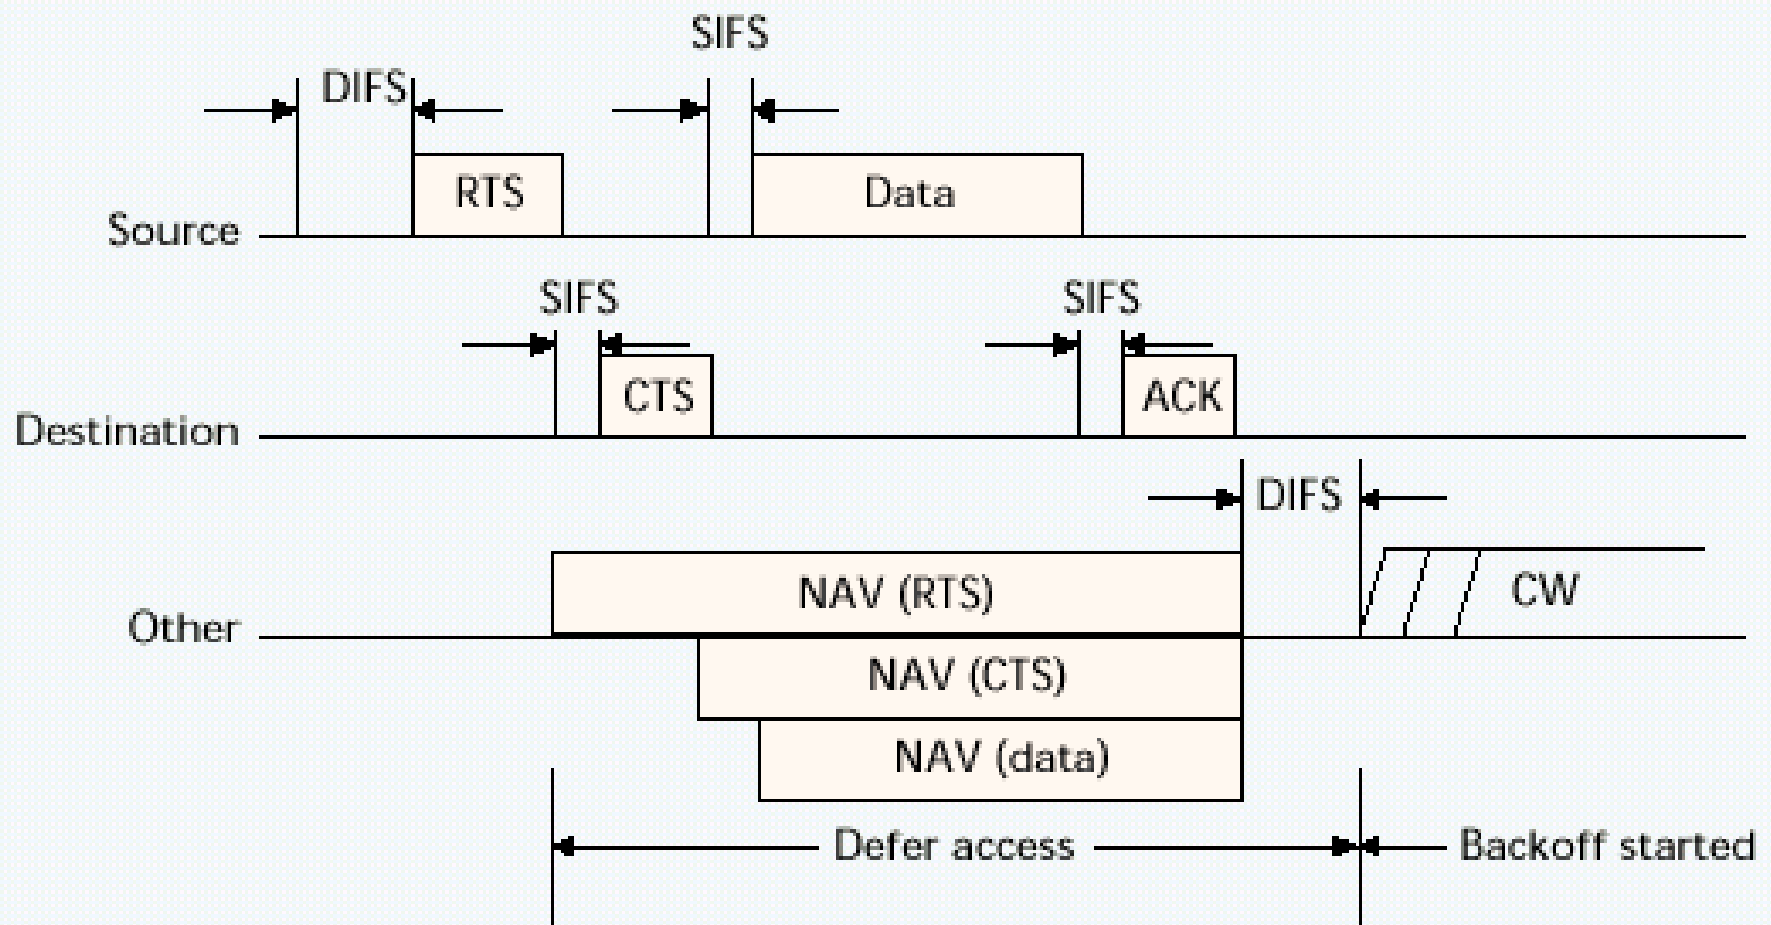 SIFS
DIFS
RTS
Data
Source
SIFS
SIFS
CTS
ACK
Destination
DIFS
NAV (RTS)
CW
Other
NAV (CTS)
NAV (data)
Defer access
Backoff started